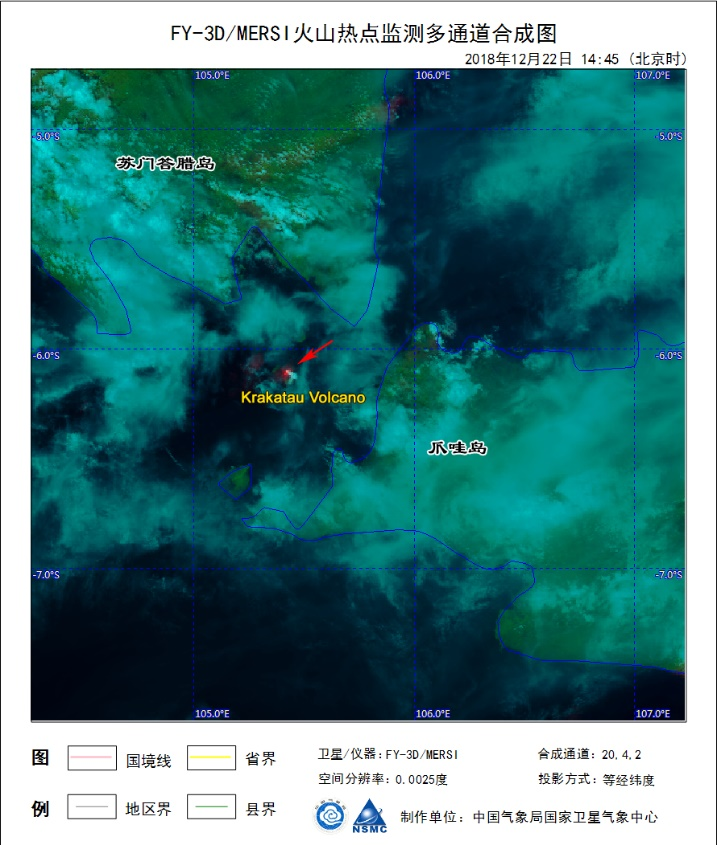 FY-3D/MERSI火山热点监测多通道合成图
2018年12月22日 14:45 (北京时)
105.0°E 106.0°E 107.0°E
-5.0°S -5.0°S
苏门答腊岛
-6.0°S -6.0°S
Krakatau Volcano
爪哇岛
-7.0°S -7.0°S
105.0°E 106.0°E 107.0°E
图 国境线 省界 卫星/仪器:FY-3D/MERSI 合成通道: 20,4,2
空间分辨率: 0.0025度 投影方式: 等经纬度
例 地区界 县界
NSMC 制作单位: 中国气象局国家卫星气象中心